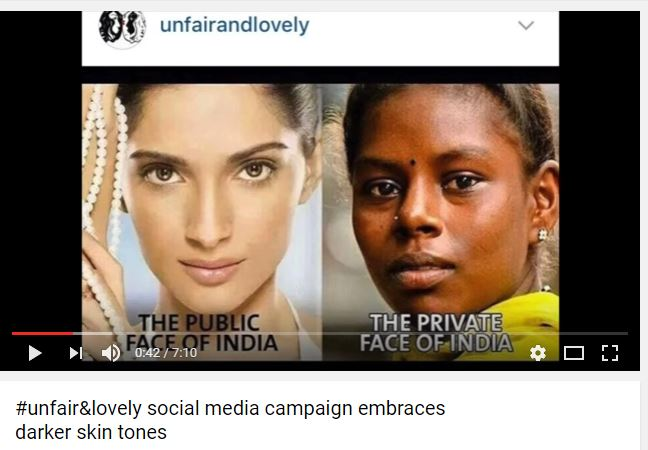 unfairandlovely
THE PUBLIC
FACE OF INDIA
THE PRIVATE
FACE OF INDIA
0:42 / 7:10
#unfair&lovely social media campaign embraces
darker skin tones